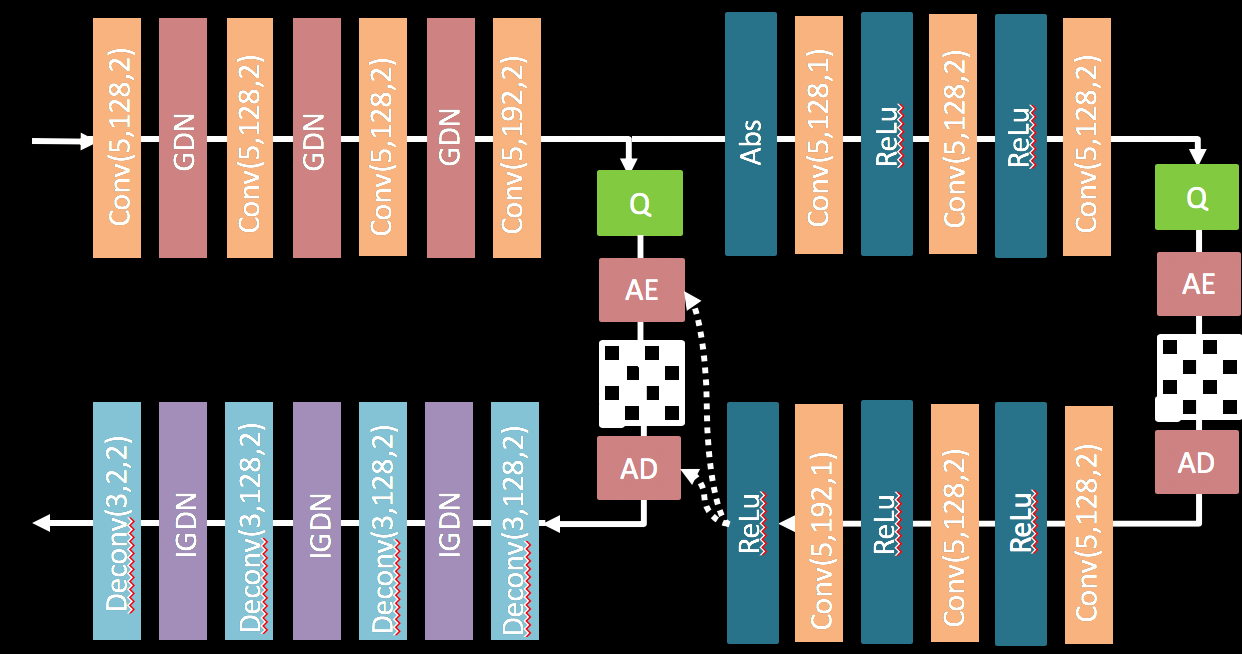 Conv(5,128,2)
GDN
Conv(5,128,2)
GDN
Conv(5,128,2)
GDN
Conv(5,192,2)
Abs
Conv(5,128,1)
ReLu
Conv(5,128,2)
ReLu
Conv(5,128,2)
Q
Q
AE
AE
AD
AD
Deconv(3,2,2)
IGDN
Deconv(3,128,2)
IGDN
Deconv(3,128,2)
IGDN
Deconv(3,128,2)
ReLu
Conv(5,192,1)
ReLu
Conv(5,128,2)
ReLu
Conv(5,128,2)